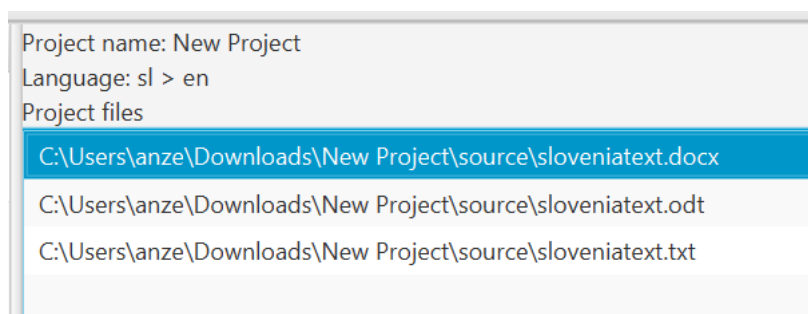 Project name: New Project
Language: sl > en
Project files
C:\Users\anze\Downloads\New Project\source\sloveniatext.docx
C:\Users\anze\Downloads\New Project\source\sloveniatext.odt
C:\Users\anze\Downloads\New Project\source\sloveniatext.txt